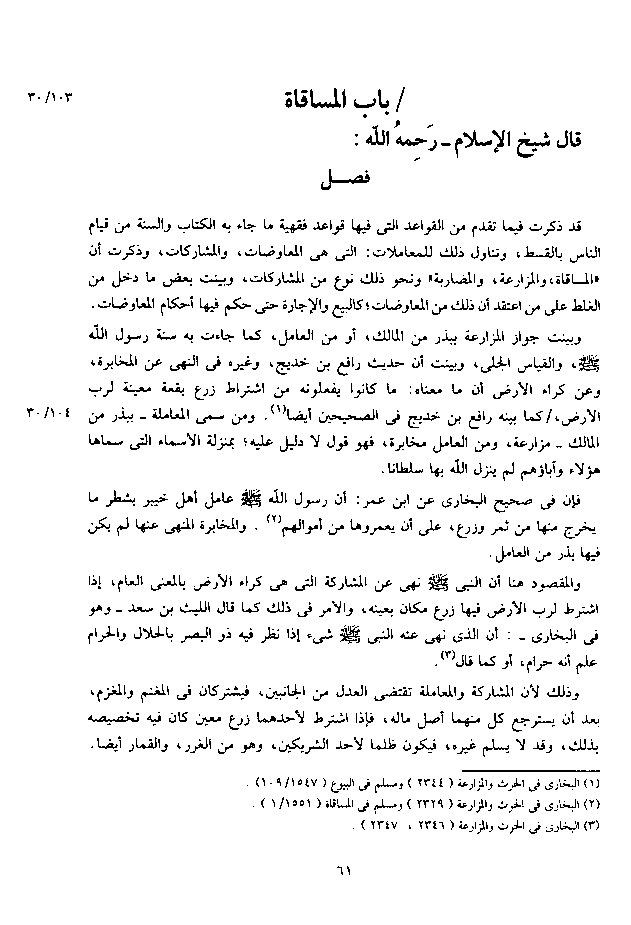 ٣٠/١٠٣
/ باب المساقاة
قال شيخ الإسلام ـ رَحِمهُ اللّه :
فصـــل
قد ذكرت فيما تقدم من القواعد التى فيها قواعد فقهية ما جاء به الكتاب والسنة من قيام
الناس بالقسط، وتناول ذلك للمعاملات: التى هى المعاوضات، والمشاركات، وذكرت أن
«المساقاة، والمزارعة، والمضاربة» ونحو ذلك نوع من المشاركات، وبينت بعض ما دخل من
الغلط على من اعتقد أن ذلك من المعاوضات؛ كالبيع والإجارة حتى حكم فيها أحكام المعاوضات.
وبينت جواز المزارعة ببذر من المالك، أو من العامل، كما جاءت به سنة رسول الله
ﷺ، والقياس الجلى، وبينت أن حديث رافع بن خديج، وغيره فى النهى عن المخابرة،
وعن كراء الأرض أن ما معناه: ما كانوا يفعلونه من اشتراط زرع بقعة معينة لرب
الأرض،/ كما بينه رافع بن خديج فى الصحيحين أيضا(١). ومن سمى المعاملة ـ ببذر من
٣٠/١٠٤
المالك ـ مزارعة، ومن العامل مخابرة، فهو قول لا دليل عليه؛ بمنزلة الأسماء التى سماها
هؤلاء وآباؤهم لم ينزل الله بها سلطانا.
فإن فى صحيح البخارى عن ابن عمر: أن رسول الله ﷺ عامل أهل خيبر بشطر ما
يخرج منها من ثمر وزرع، على أن يعمروها من أموالهم(٢) . والمخابرة المنهى عنها لم يكن
فيها بذر من العامل.
والمقصود هنا أن النبى ﷺ نهى عن المشاركة التى هى كراء الأرض بالمعنى العام، إذا
اشترط لرب الأرض فيها زرع مكان بعينه، والأمر فى ذلك كما قال الليث بن سعد ـ وهو
فى البخارى ـ : أن الذى نهى عنه النبى ﷺ شىء إذا نظر فيه ذو البصر بالحلال والحرام
علم أنه حرام، أو كما قال(٣).
وذلك لأن المشاركة والمعاملة تقتضى العدل من الجانبين، فيشتركان فى المغنم والمغرم،
بعد أن يسترجع كل منهما أصل ماله، فإذا اشترط لأحدهما زرع معين كان فيه تخصيصه
بذلك، وقد لا يسلم غيره، فيكون ظلما لأحد الشريكين، وهو من الغرر، والقمار أيضا.
(١) البخارى فى الحرث والمزارعة ( ٢٣٤٤ ) ومسلم فى البيوع ( ١٥٤٧/ ١٠٩) .
(٢) البخارى فى الحرث والمزارعة ( ٢٣٢٩ ) ومسلم فى المساقاة ( ١٥٥١/ ١ ) .
(٣) البخارى فى الحرث والمزارعة ( ٢٣٤٦ ، ٢٣٤٧ ) .
٦١